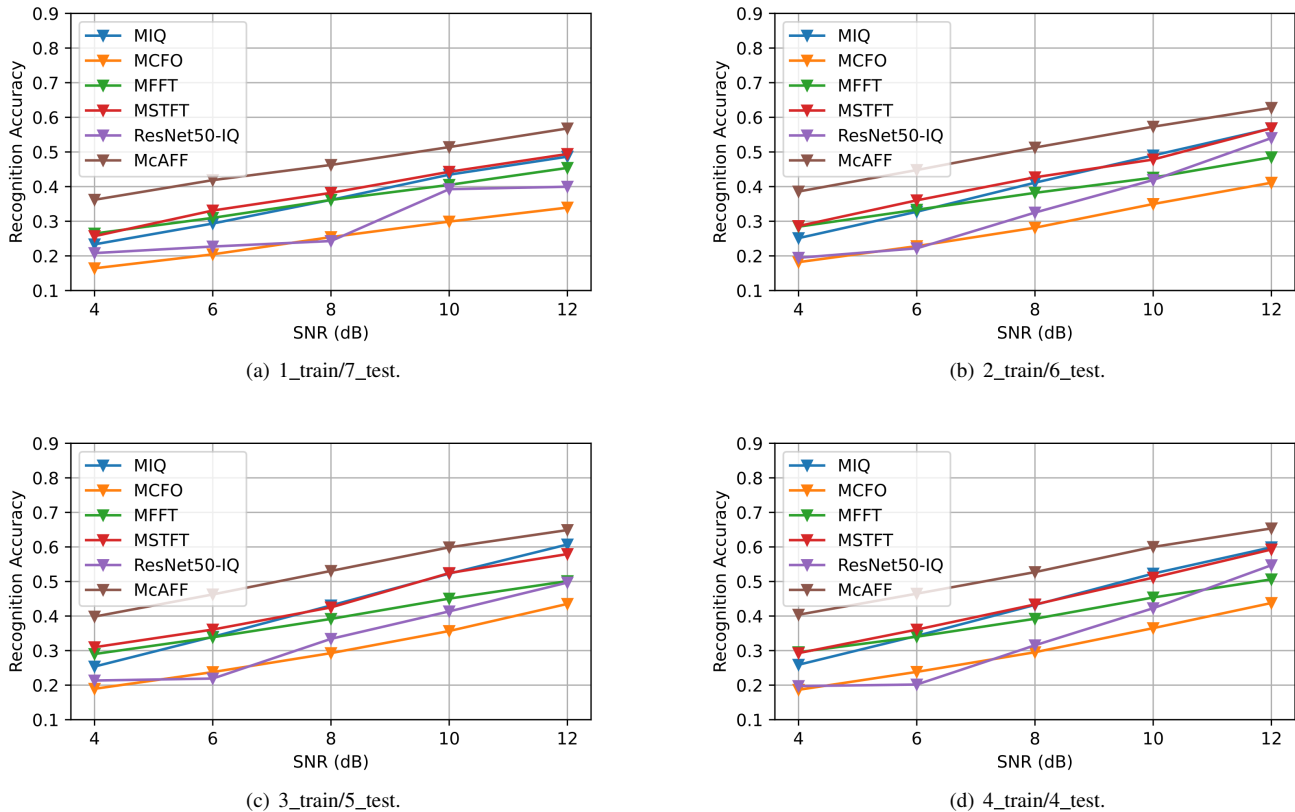 0.9
0.8
0.7
0.6
0.5
0.4
0.3
0.2
0.1
Recognition Accuracy
MIQ
MCFO
MFFT
MSTFT
ResNet50-IQ
McAFF
4 6 8 10 12
SNR (dB)
(a) 1_train/7_test.
0.9
0.8
0.7
0.6
0.5
0.4
0.3
0.2
0.1
Recognition Accuracy
MIQ
MCFO
MFFT
MSTFT
ResNet50-IQ
McAFF
4 6 8 10 12
SNR (dB)
(b) 2_train/6_test.
0.9
0.8
0.7
0.6
0.5
0.4
0.3
0.2
0.1
Recognition Accuracy
MIQ
MCFO
MFFT
MSTFT
ResNet50-IQ
McAFF
4 6 8 10 12
SNR (dB)
(c) 3_train/5_test.
0.9
0.8
0.7
0.6
0.5
0.4
0.3
0.2
0.1
Recognition Accuracy
MIQ
MCFO
MFFT
MSTFT
ResNet50-IQ
McAFF
4 6 8 10 12
SNR (dB)
(d) 4_train/4_test.